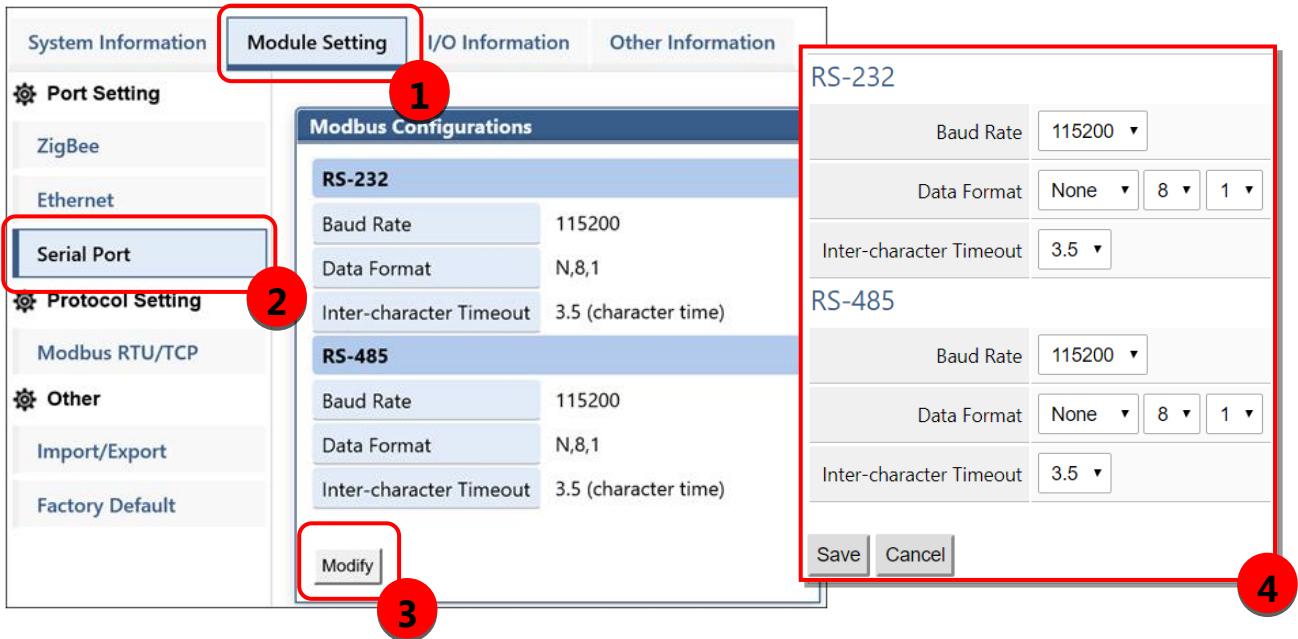 System Information Module Setting I/O Information Other Information
1
Port Setting
ZigBee
Ethernet
Serial Port
2
Protocol Setting
Modbus RTU/TCP
Other
Import/Export
Factory Default
Modbus Configurations
RS-232
Baud Rate 115200
Data Format N,8,1
Inter-character Timeout 3.5 (character time)
RS-485
Baud Rate 115200
Data Format N,8,1
Inter-character Timeout 3.5 (character time)
Modify
3
RS-232
Baud Rate 115200
Data Format None 8 1
Inter-character Timeout 3.5
RS-485
Baud Rate 115200
Data Format None 8 1
Inter-character Timeout 3.5
Save Cancel
4